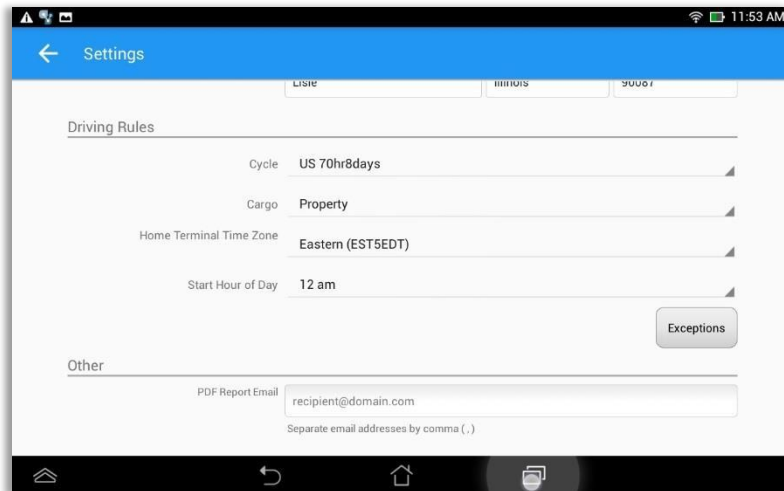 11:53 AM
Settings
Lisle Illinois 90087
Driving Rules
Cycle US 70hr8days
Cargo Property
Home Terminal Time Zone Eastern (EST5EDT)
Start Hour of Day 12 am
Exceptions
Other
PDF Report Email recipient@domain.com
Separate email addresses by comma ( , )